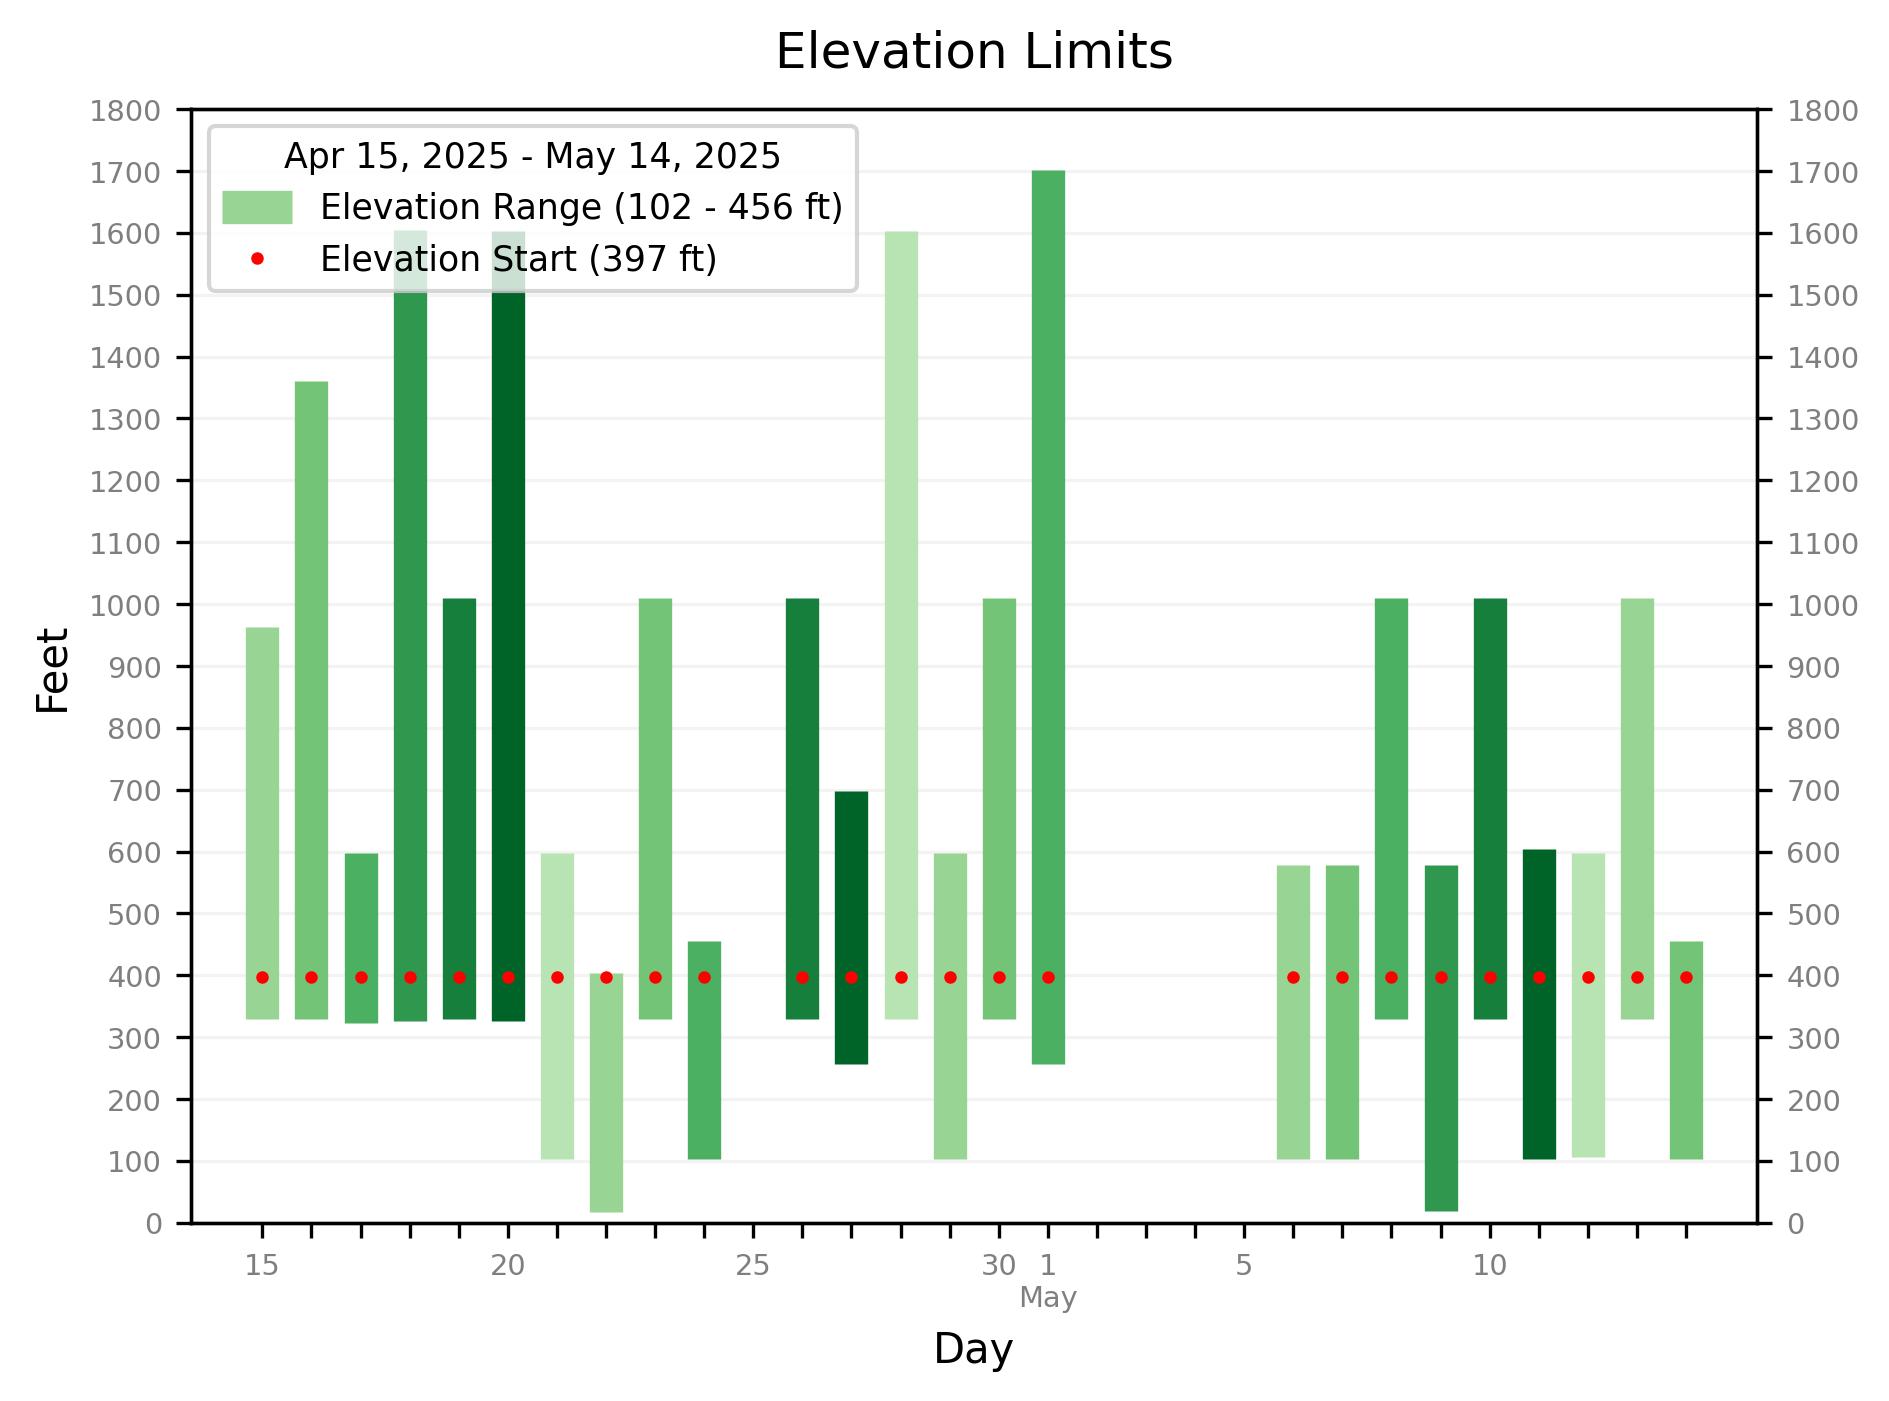 Elevation Limits
1800 1800
Apr 15, 2025 - May 14, 2025
1700 1700
Elevation Range (102 - 456 ft)
1600 1600
Elevation Start (397 ft)
1500 1500
1400 1400
1300 1300
1200 1200
1100 1100
1000 1000
900 900
Feet
800 800
700 700
600 600
500 500
400 400
300 300
200 200
100 100
0 0
15 20 25 30 1 5 10
May
Day